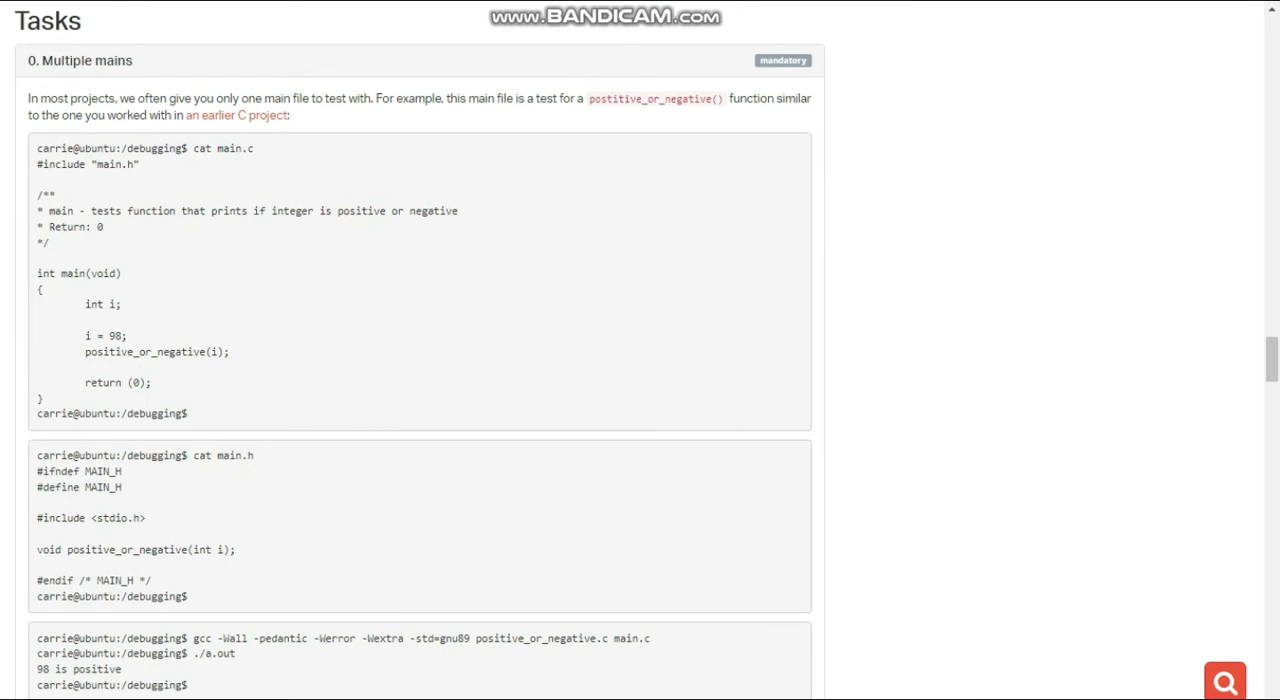 www.BANDICAM.com
Tasks
0. Multiple mains
mandatory
In most projects, we often give you only one main file to test with. For example, this main file is a test for a postitive_or_negative() function similar
to the one you worked with in an earlier C project:
carrie@ubuntu:/debugging$ cat main.c
#include "main.h"
/**
* main - tests function that prints if integer is positive or negative
* Return: 0
*/
int main(void)
{
int i;
i = 98;
positive_or_negative(i);
return (0);
}
carrie@ubuntu:/debugging$
carrie@ubuntu:/debugging$ cat main.h
#ifndef MAIN_H
#define MAIN_H
#include <stdio.h>
void positive_or_negative(int i);
#endif /* MAIN_H */
carrie@ubuntu:/debugging$
carrie@ubuntu:/debugging$ gcc -Wall -pedantic -Werror -Wextra -std=gnu89 positive_or_negative.c main.c
carrie@ubuntu:/debugging$ ./a.out
98 is positive
carrie@ubuntu:/debugging$